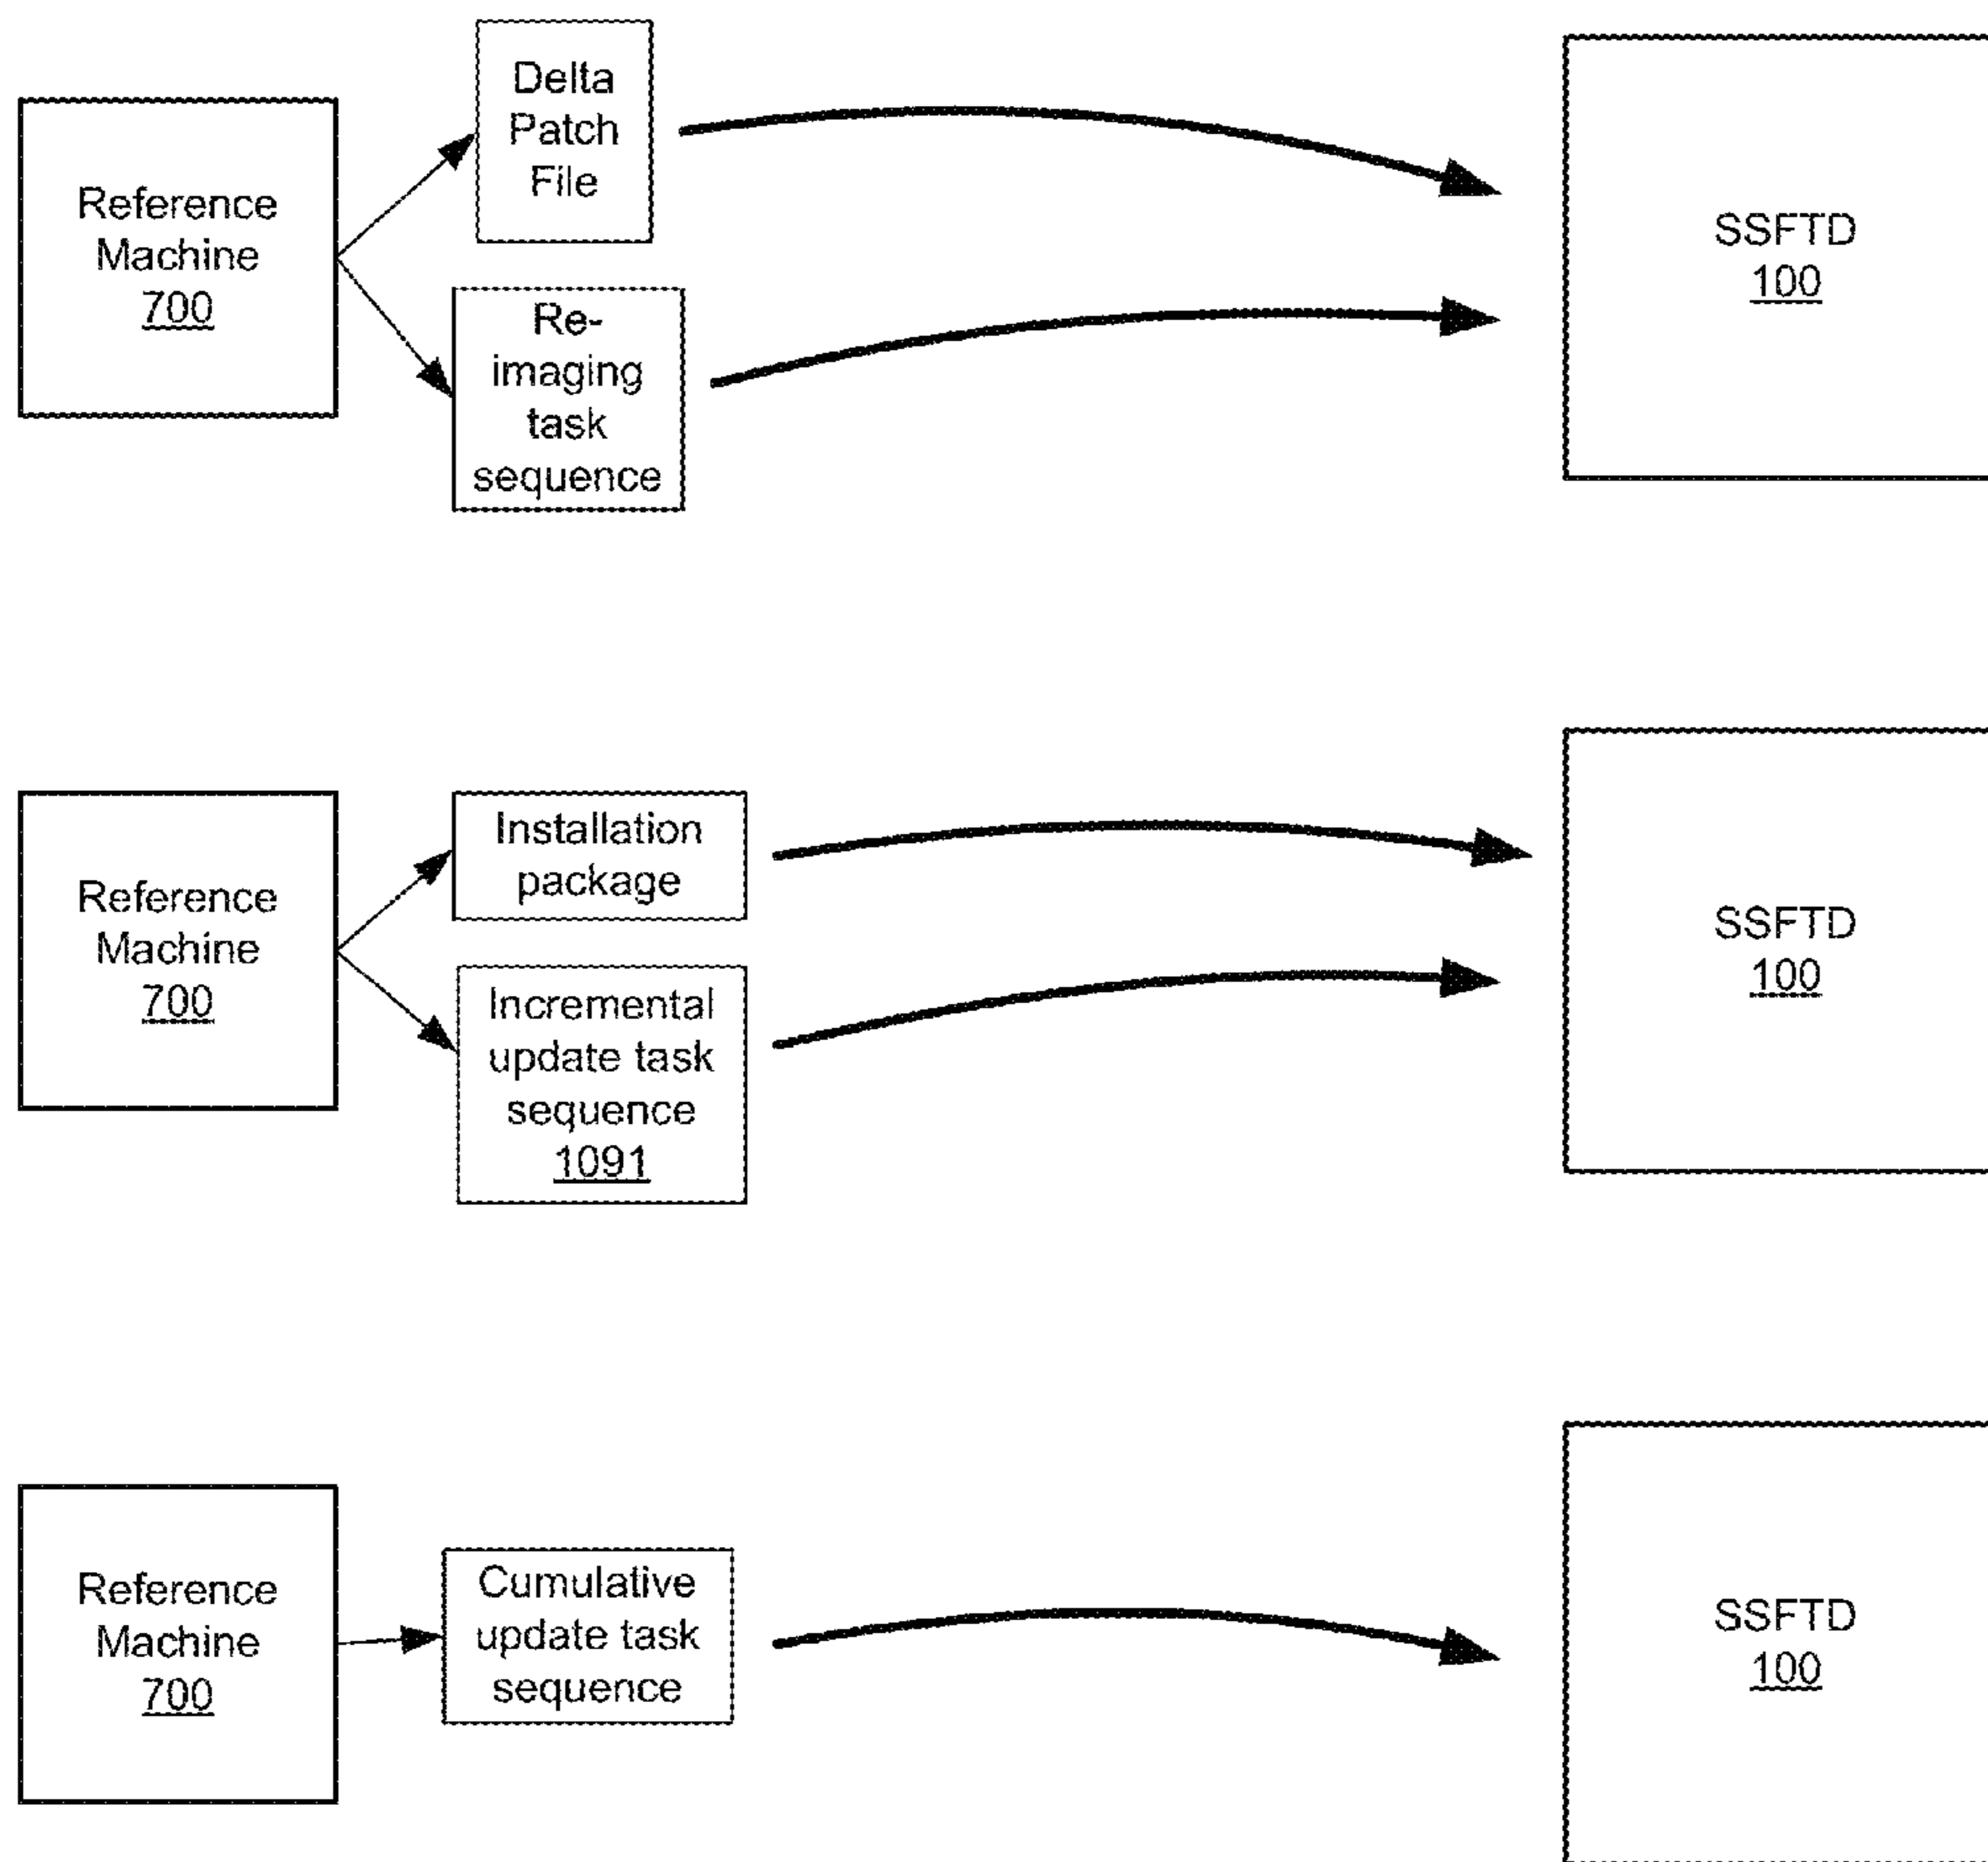 Reference
Machine
700
Delta
Patch
File
Re-
imaging
task
sequence
SSFTD
100
Reference
Machine
700
Installation
package
Incremental
update task
sequence
1091
SSFTD
100
Reference
Machine
700
Cumulative
update task
sequence
SSFTD
100